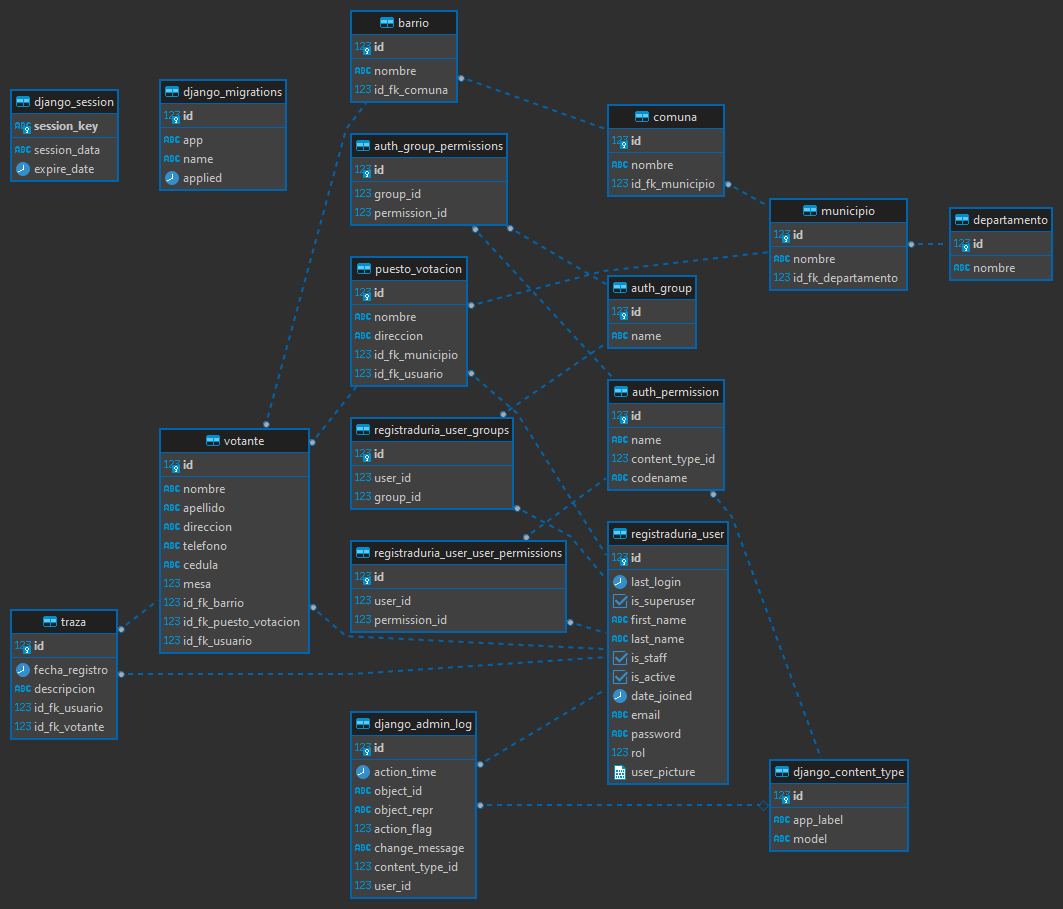 barrio
123 id
ABC nombre
123 id_fk_comuna
django_session
ABC session_key
ABC session_data
expire_date
django_migrations
123 id
ABC app
ABC name
applied
auth_group_permissions
123 id
123 group_id
123 permission_id
comuna
123 id
ABC nombre
123 id_fk_municipio
municipio
123 id
ABC nombre
123 id_fk_departamento
departamento
123 id
ABC nombre
puesto_votacion
123 id
ABC nombre
ABC direccion
123 id_fk_municipio
123 id_fk_usuario
auth_group
123 id
ABC name
auth_permission
123 id
ABC name
123 content_type_id
ABC codename
registraduria_user_groups
123 id
123 user_id
123 group_id
votante
123 id
ABC nombre
ABC apellido
ABC direccion
ABC telefono
ABC cedula
123 mesa
123 id_fk_barrio
123 id_fk_puesto_votacion
123 id_fk_usuario
registraduria_user_user_permissions
123 id
123 user_id
123 permission_id
registraduria_user
123 id
last_login
is_superuser
ABC first_name
ABC last_name
is_staff
is_active
date_joined
ABC email
ABC password
123 rol
user_picture
traza
123 id
fecha_registro
ABC descripcion
123 id_fk_usuario
123 id_fk_votante
django_admin_log
123 id
action_time
ABC object_id
ABC object_repr
123 action_flag
ABC change_message
123 content_type_id
123 user_id
django_content_type
123 id
ABC app_label
ABC model